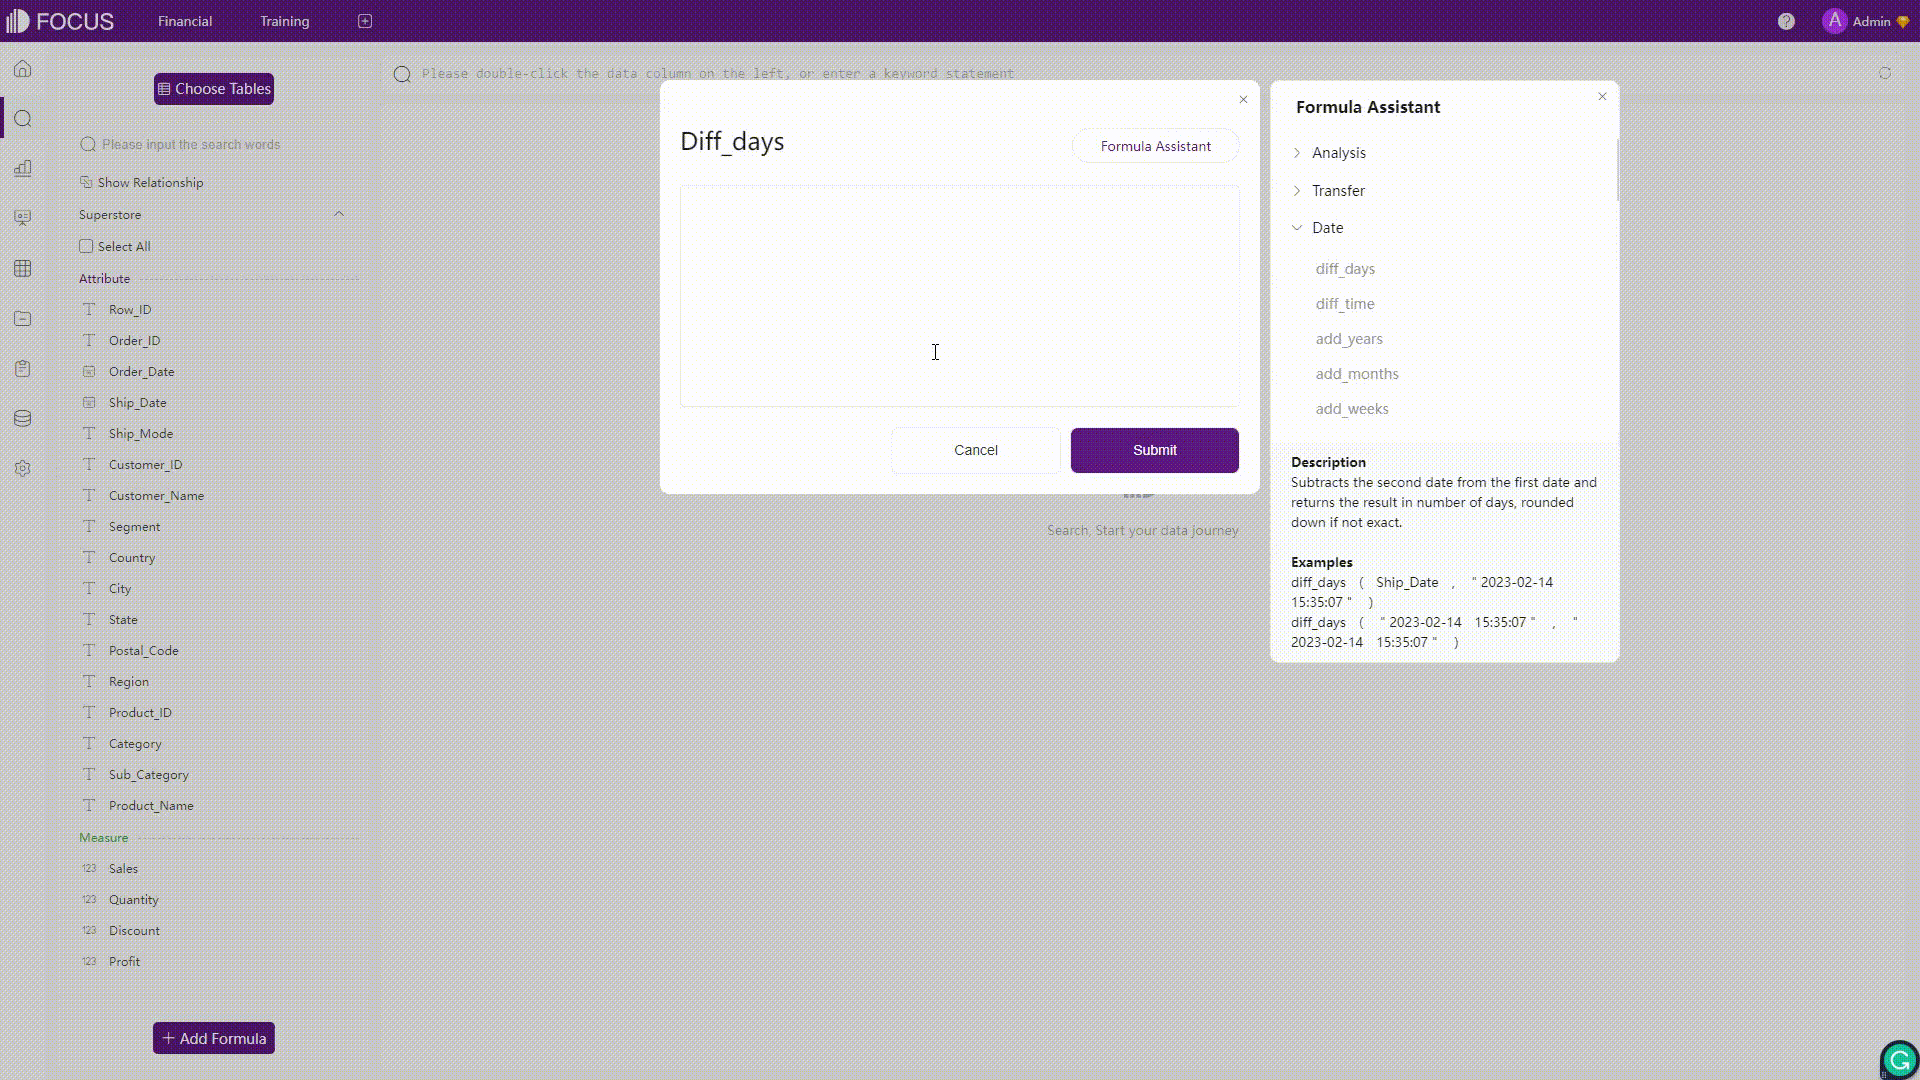 FOCUS
Financial
Training
?
A Admin
Choose Tables
Please double-click the data column on the left, or enter a keyword statement
Please input the search words
Show Relationship
Superstore
Select All
Attribute
Row_ID
Order_ID
Order_Date
Ship_Date
Ship_Mode
Customer_ID
Customer_Name
Segment
Country
City
State
Postal_Code
Region
Product_ID
Category
Sub_Category
Product_Name
Measure
123 Sales
123 Quantity
123 Discount
123 Profit
+ Add Formula
Diff_days
Formula Assistant
Cancel
Submit
Search, Start your data journey
Formula Assistant
Analysis
Transfer
Date
diff_days
diff_time
add_years
add_months
add_weeks
Description
Subtracts the second date from the first date and
returns the result in number of days, rounded
down if not exact.
Examples
diff_days ( Ship_Date , " 2023-02-14
15:35:07 " )
diff_days ( " 2023-02-14 15:35:07 " , "
2023-02-14 15:35:07 " )